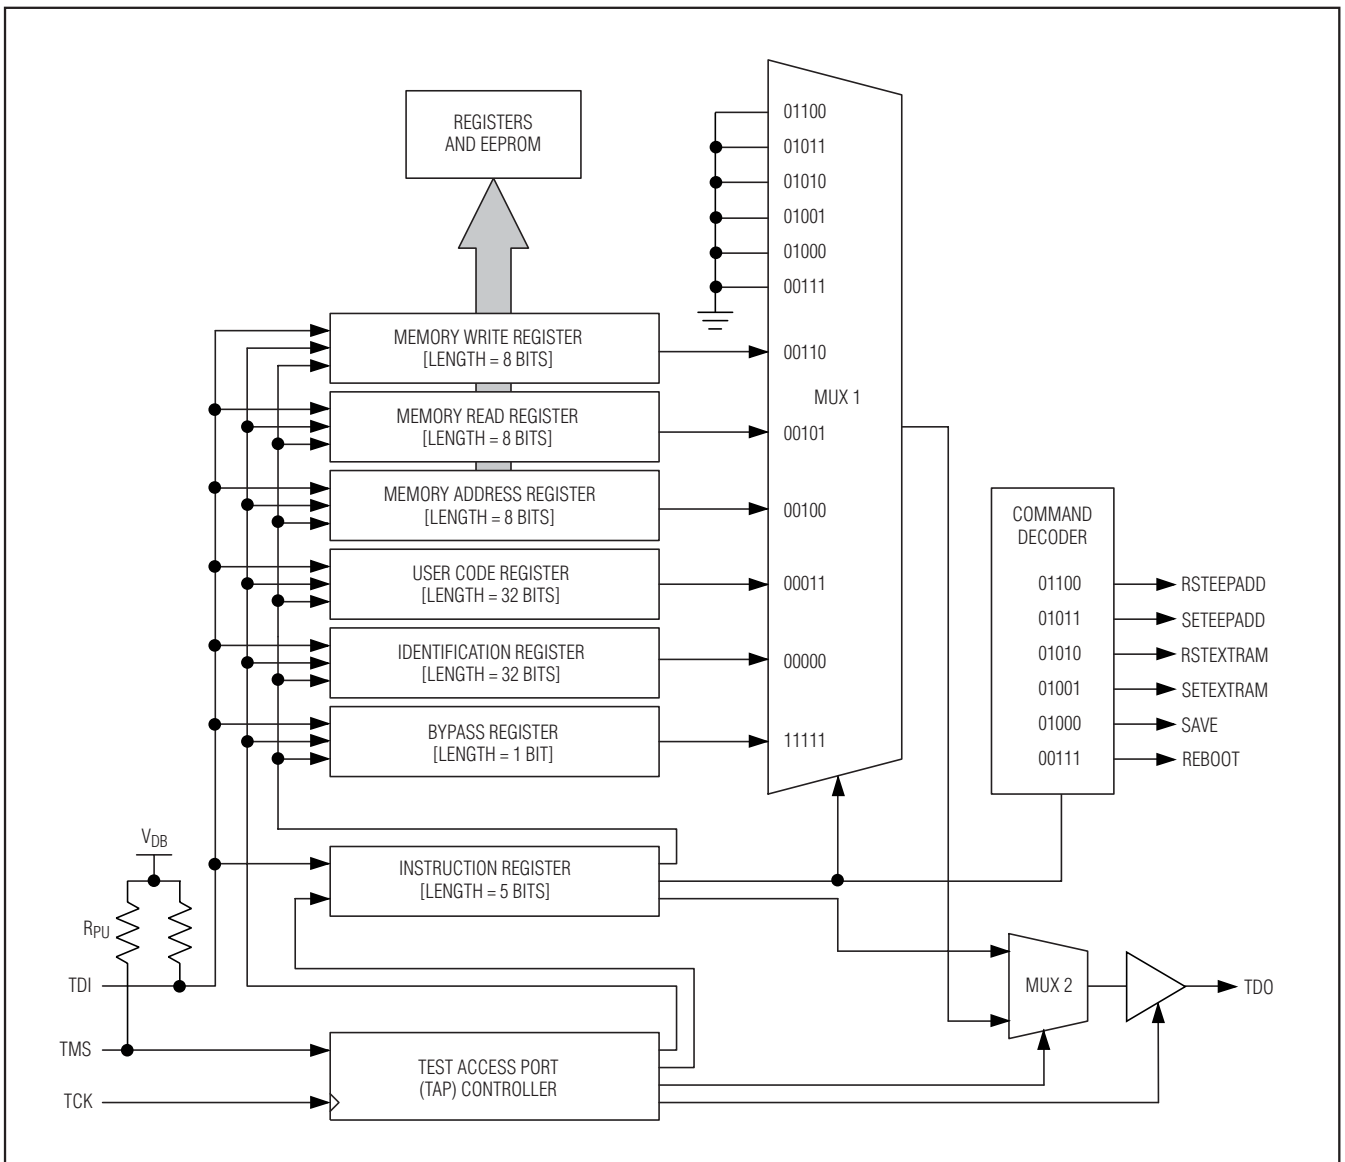 REGISTERS
AND EEPROM
01100
01011
01010
01001
01000
00111
MEMORY WRITE REGISTER
[LENGTH = 8 BITS]
00110
MUX 1
MEMORY READ REGISTER
[LENGTH = 8 BITS]
00101
MEMORY ADDRESS REGISTER
[LENGTH = 8 BITS]
00100
USER CODE REGISTER
[LENGTH = 32 BITS]
00011
IDENTIFICATION REGISTER
[LENGTH = 32 BITS]
00000
BYPASS REGISTER
[LENGTH = 1 BIT]
11111
COMMAND
DECODER
01100 RSTEEPADD
01011 SETEEPADD
01010 RSTEXTRAM
01001 SETEXTRAM
01000 SAVE
00111 REBOOT
VDB
INSTRUCTION REGISTER
[LENGTH = 5 BITS]
RPU
TDI
MUX 2
TDO
TMS
TEST ACCESS PORT
(TAP) CONTROLLER
TCK